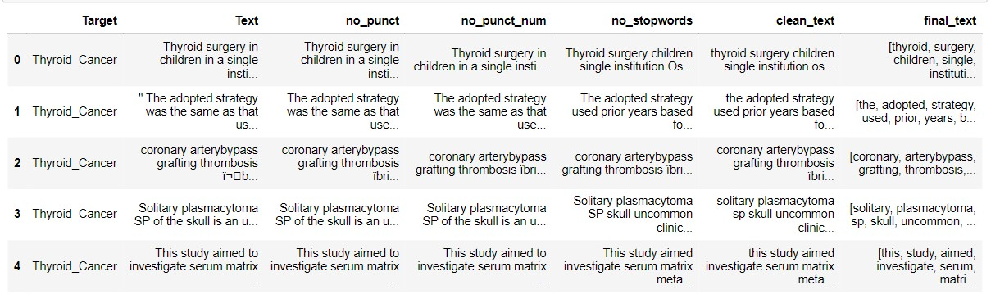 Target Text no_punct no_punct_num no_stopwords clean_text final_text
Thyroid surgery in Thyroid surgery in [thyroid, surgery,
0 Thyroid_Cancer children in a single children in a single Thyroid surgery in Thyroid surgery children thyroid surgery children children, single,
insti... insti... children in a single insti... single institution Os... single institution os... instituti...
" The adopted strategy The adopted strategy The adopted strategy The adopted strategy the adopted strategy [the, adopted, strategy,
1 Thyroid_Cancer was the same as that was the same as that was the same as that used prior years based used prior years based used, prior, years, b...
us... use... use... fo... fo...
coronary arterybypass coronary arterybypass coronary arterybypass coronary arterybypass coronary arterybypass [coronary, arterybypass,
2 Thyroid_Cancer grafting thrombosis grafting thrombosis grafting thrombosis ïbri... grafting thrombosis ïbri... grafting thrombosis grafting, thrombosis,...
ï¬b... ïbri... ïbri...
Solitary plasmacytoma Solitary plasmacytoma Solitary plasmacytoma Solitary plasmacytoma solitary plasmacytoma [solitary, plasmacytoma,
3 Thyroid_Cancer SP of the skull is an u... SP of the skull is an u... SP of the skull is an u... SP skull uncommon sp skull uncommon sp, skull, uncommon, ...
clinic... clinic...
This study aimed to This study aimed to This study aimed to This study aimed this study aimed [this, study, aimed,
4 Thyroid_Cancer investigate serum matrix investigate serum matrix investigate serum matrix investigate serum matrix investigate serum matrix investigate, serum,
... ... ... meta... meta... matri...